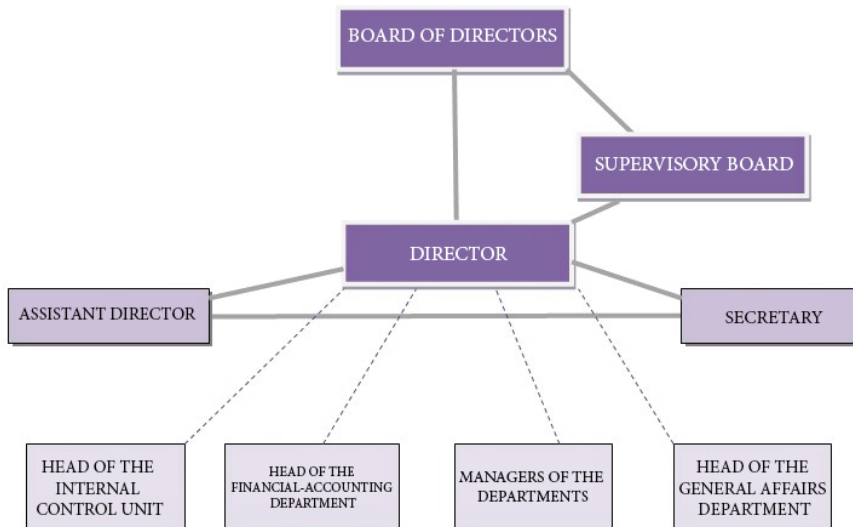 BOARD OF DIRECTORS
SUPERVISORY BOARD
DIRECTOR
ASSISTANT DIRECTOR
SECRETARY
HEAD OF THE
INTERNAL
CONTROL UNIT
HEAD OF THE
FINANCIAL-ACCOUNTING
DEPARTMENT
MANAGERS OF THE
DEPARTMENTS
HEAD OF THE
GENERAL AFFAIRS
DEPARTMENT